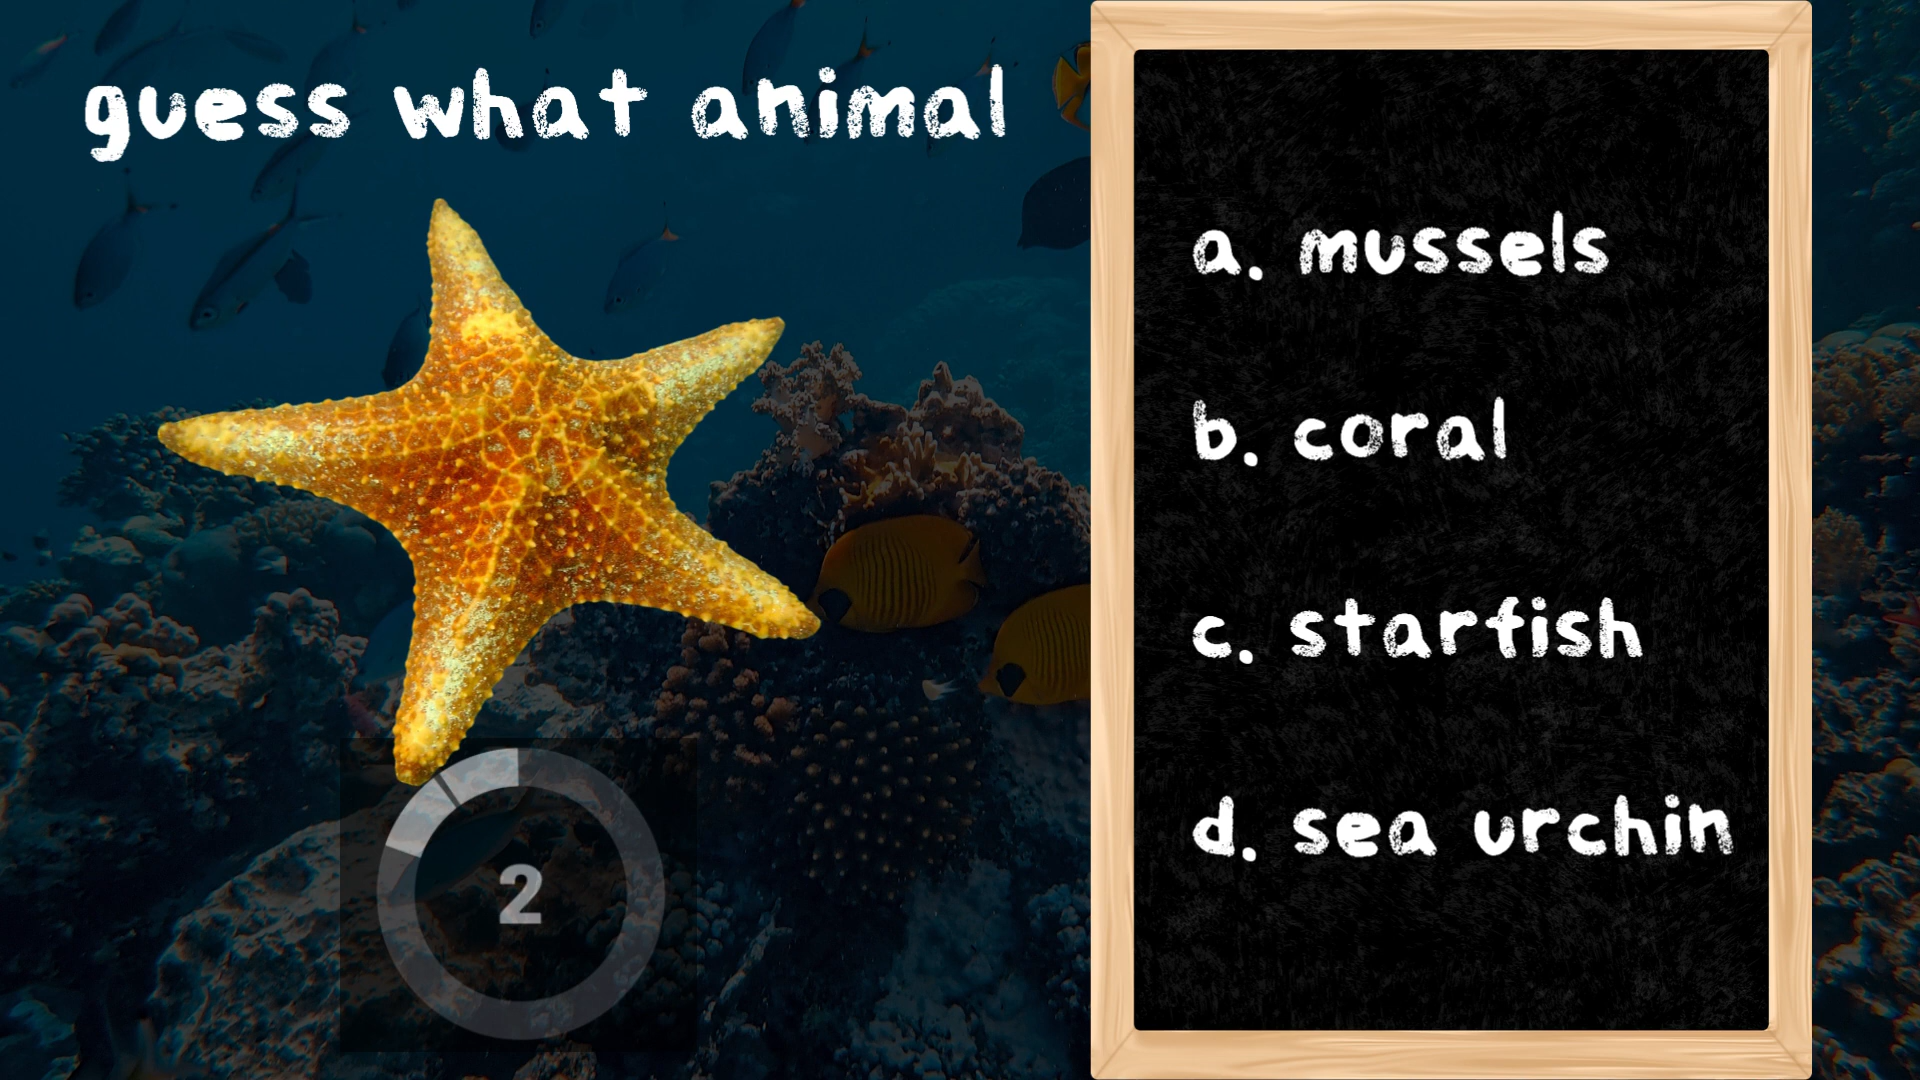 guess what animal
a. mussels
b. coral
c. starfish
d. sea urchin
2